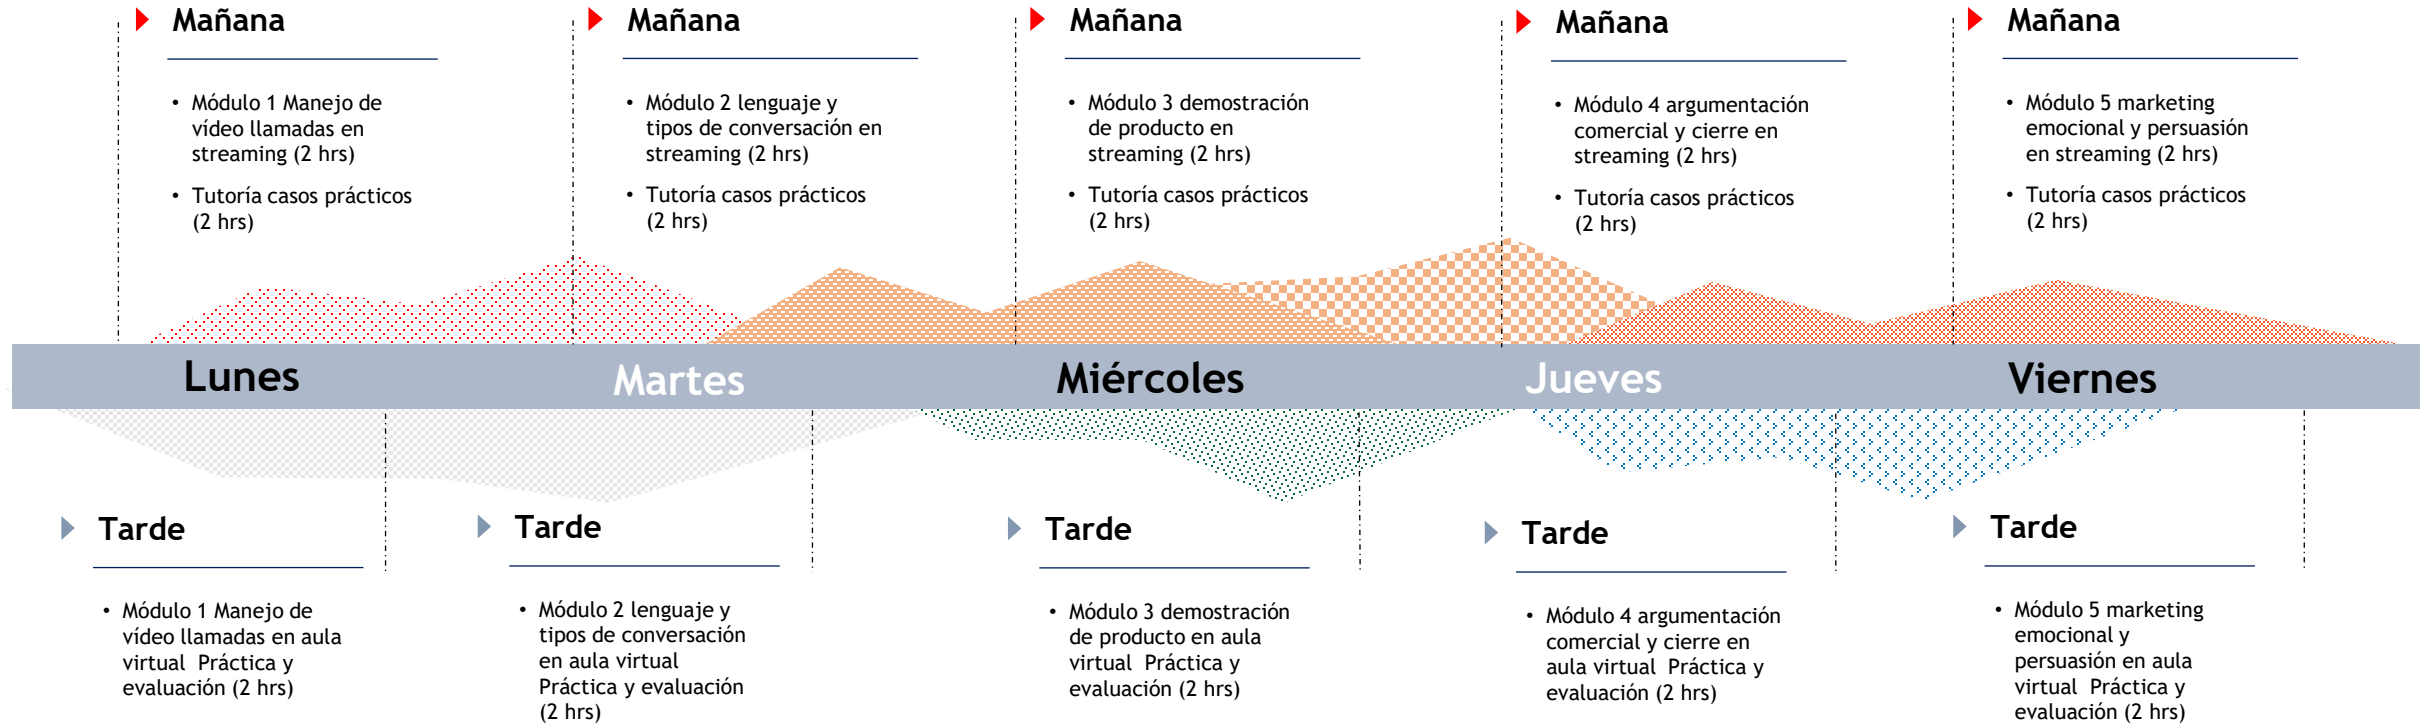 Mañana
• Módulo 1 Manejo de
vídeo llamadas en
streaming (2 hrs)
• Tutoría casos prácticos
(2 hrs)
Mañana
• Módulo 2 lenguaje y
tipos de conversación en
streaming (2 hrs)
• Tutoría casos prácticos
(2 hrs)
Mañana
• Módulo 3 demostración
de producto en
streaming (2 hrs)
• Tutoría casos prácticos
(2 hrs)
Mañana
• Módulo 4 argumentación
comercial y cierre en
streaming (2 hrs)
• Tutoría casos prácticos
(2 hrs)
Mañana
• Módulo 5 marketing
emocional y persuasión
en streaming (2 hrs)
• Tutoría casos prácticos
(2 hrs)
Lunes
Martes
Miércoles
Jueves
Viernes
Tarde
• Módulo 1 Manejo de
vídeo llamadas en aula
virtual Práctica y
evaluación (2 hrs)
Tarde
• Módulo 2 lenguaje y
tipos de conversación
en aula virtual
Práctica y evaluación
(2 hrs)
Tarde
• Módulo 3 demostración
de producto en aula
virtual Práctica y
evaluación (2 hrs)
Tarde
• Módulo 4 argumentación
comercial y cierre en
aula virtual Práctica y
evaluación (2 hrs)
Tarde
• Módulo 5 marketing
emocional y
persuasión en aula
virtual Práctica y
evaluación (2 hrs)